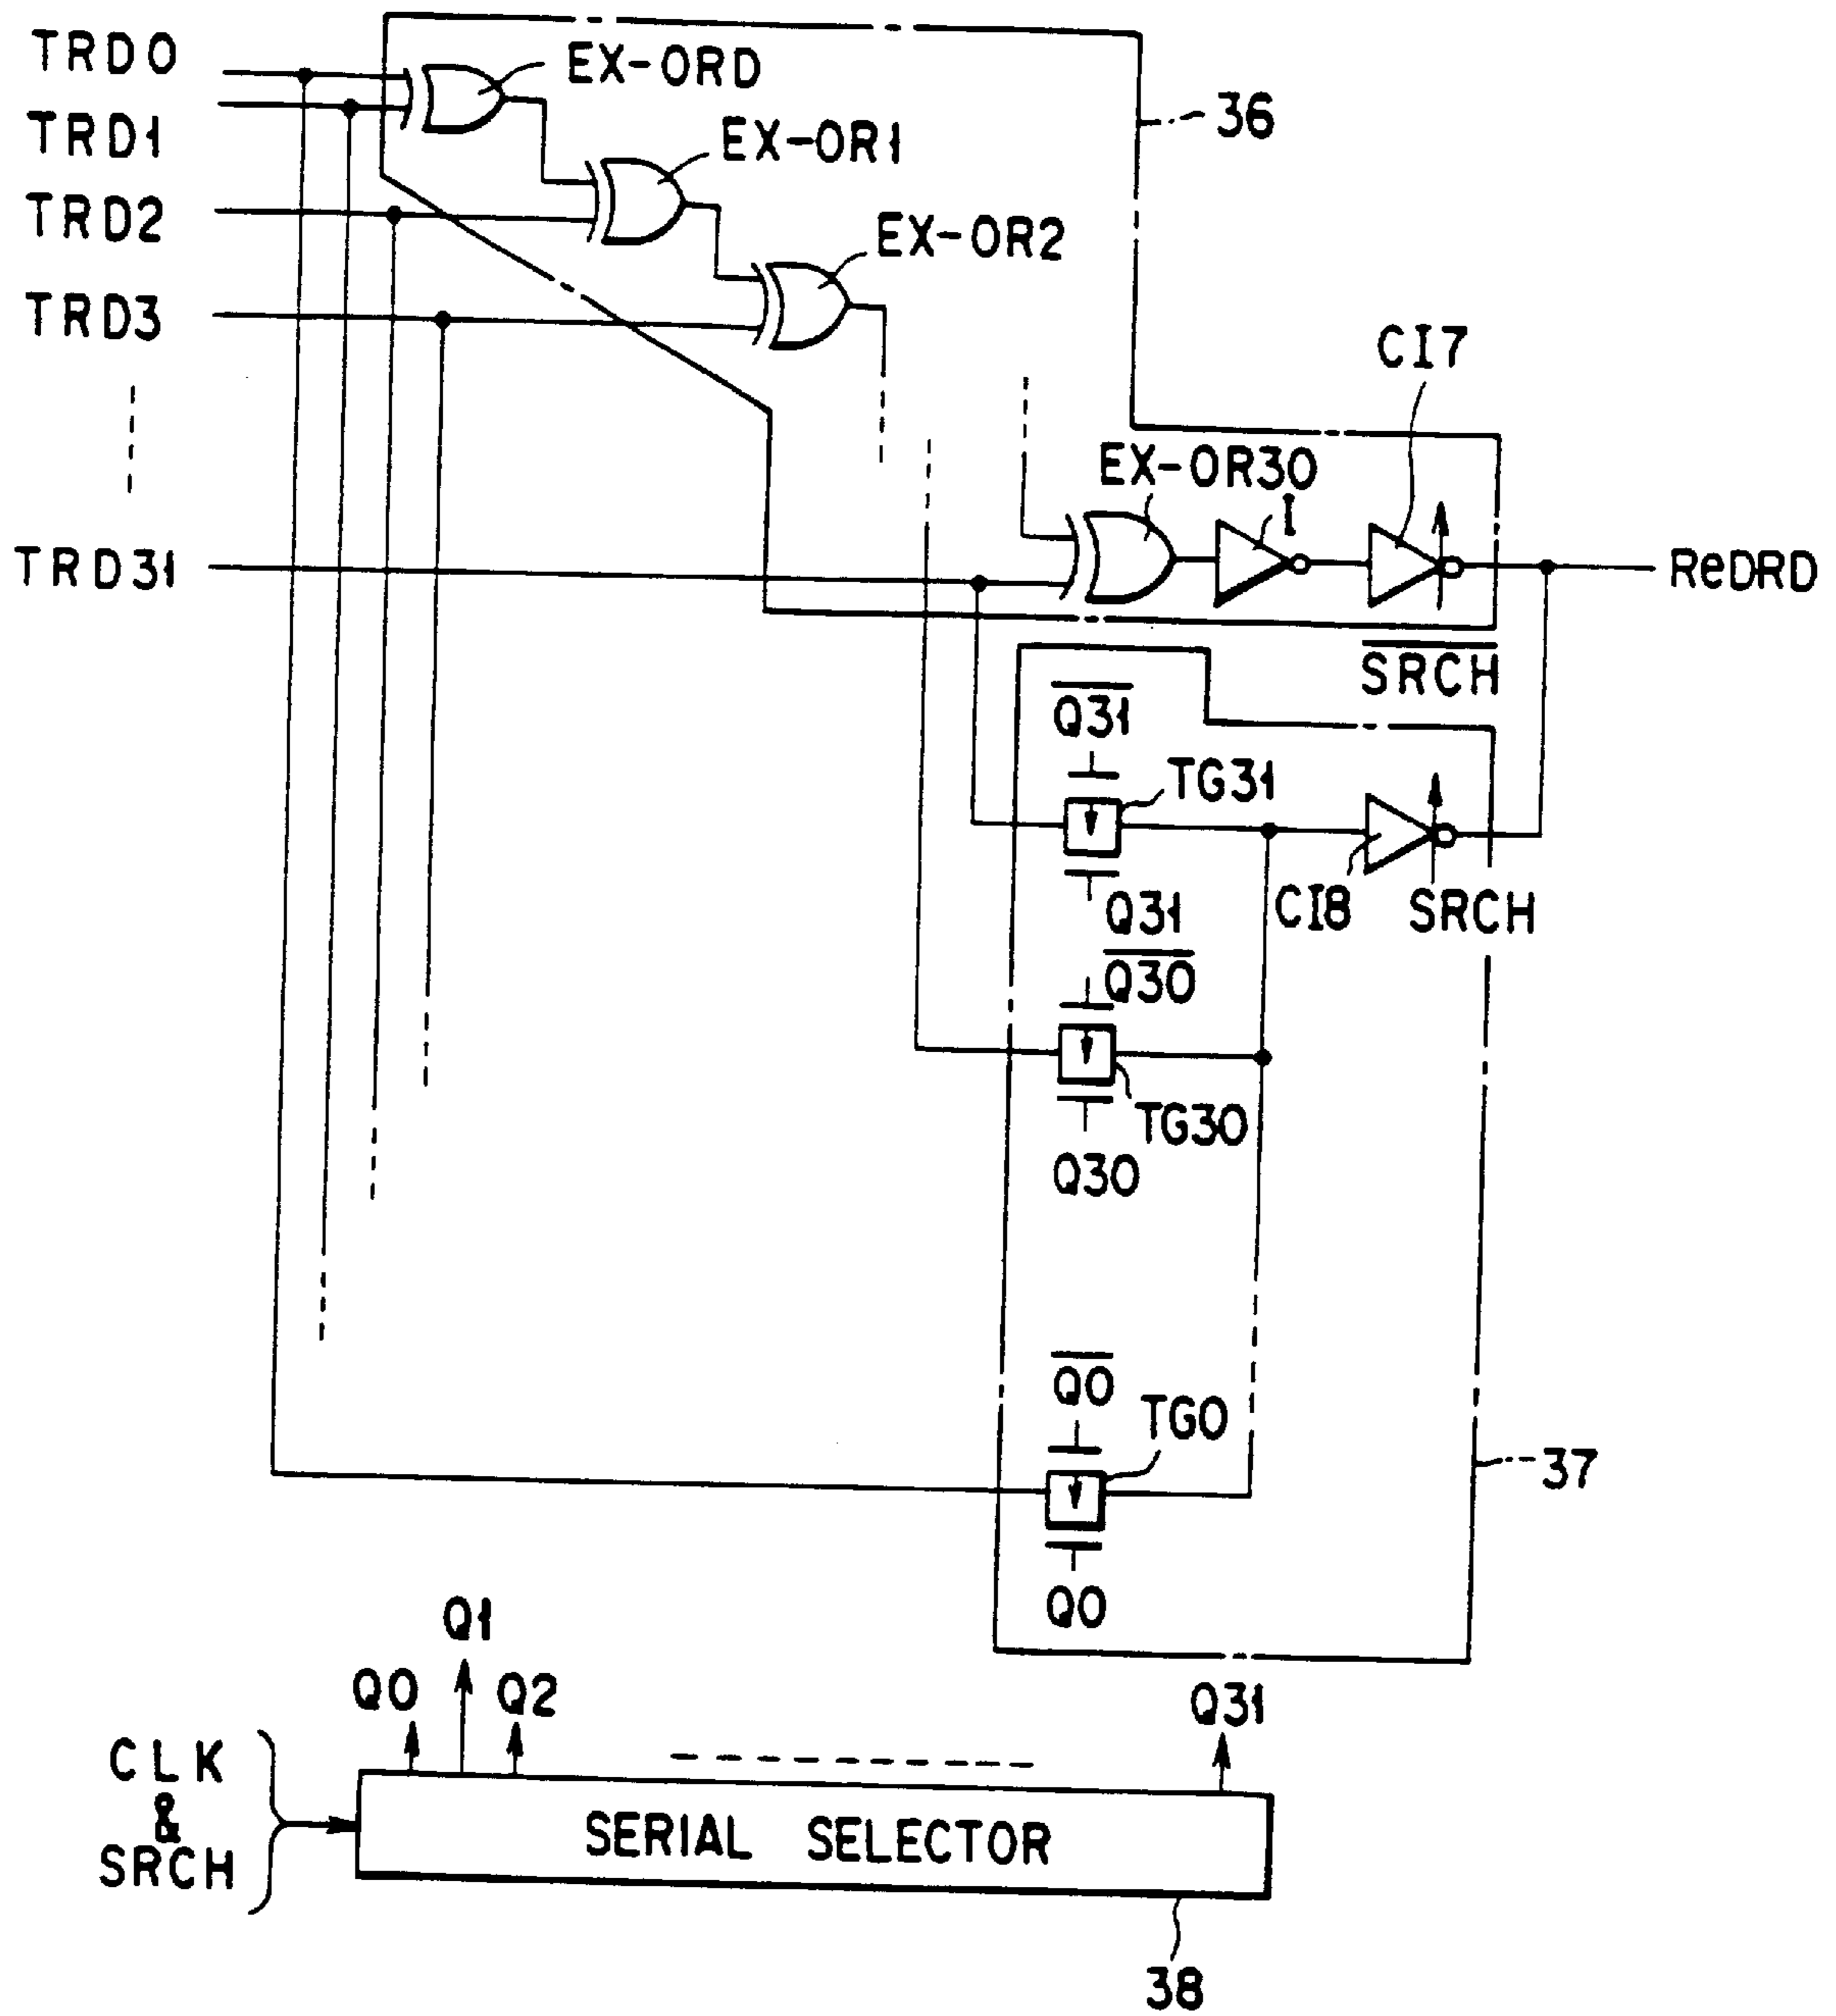 TRD0
EX-ORD
TRD1
36
EX-OR1
TRD2
EX-OR2
TRD3
CI7
EX-OR30
I
TRD31
ReDRD
SRCH
Q31
TG31
CI8
SRCH
Q31
Q30
TG30
Q30
Q0
TG0
37
Q0
Q1
Q0
Q2
Q31
CLK
&
SRCH
SERIAL SELECTOR
38